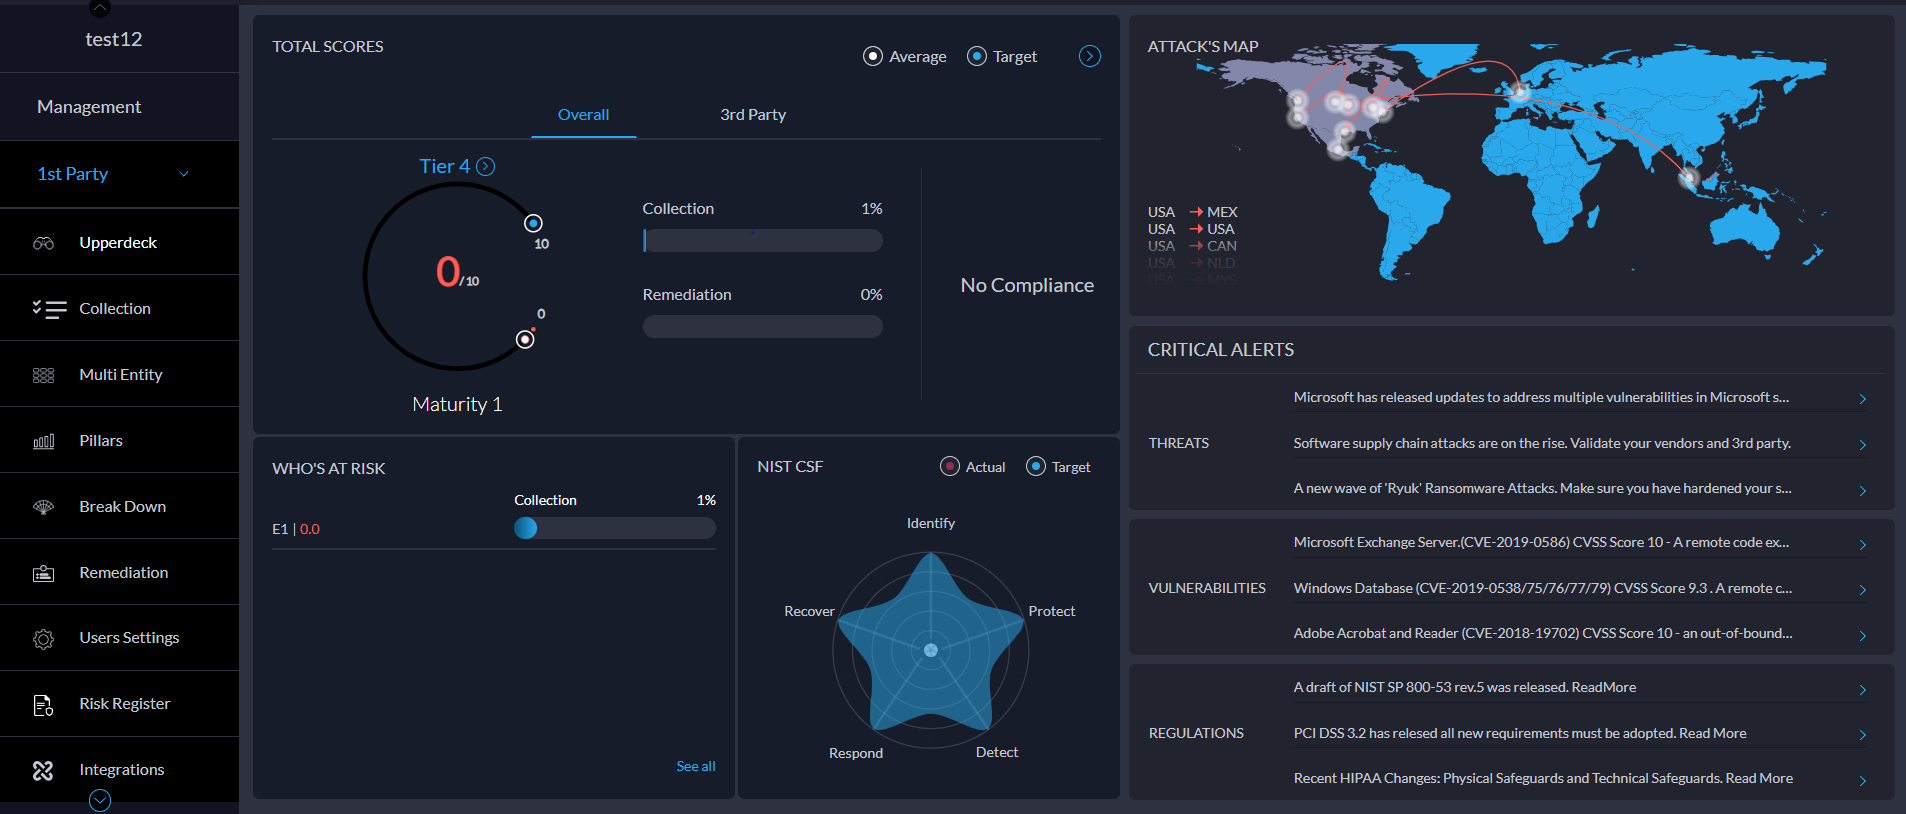 test12
Management
1st Party
Upperdeck
Collection
Multi Entity
Pillars
Break Down
Remediation
Users Settings
Risk Register
Integrations
TOTAL SCORES
Average
Target
Overall
3rd Party
Tier 4
10
0/10
0
Maturity 1
Collection 1%
Remediation 0%
No Compliance
WHO'S AT RISK
Collection 1%
E1 | 0.0
See all
NIST CSF
Actual
Target
Identify
Recover
Protect
Respond
Detect
ATTACK'S MAP
USA → MEX
USA → USA
USA → CAN
USA → NLD
USA → MYS
CRITICAL ALERTS
THREATS
Microsoft has released updates to address multiple vulnerabilities in Microsoft s...
Software supply chain attacks are on the rise. Validate your vendors and 3rd party.
A new wave of 'Ryuk' Ransomware Attacks. Make sure you have hardened your s...
VULNERABILITIES
Microsoft Exchange Server.(CVE-2019-0586) CVSS Score 10 - A remote code ex...
Windows Database (CVE-2019-0538/75/76/77/79) CVSS Score 9.3 . A remote c...
Adobe Acrobat and Reader (CVE-2018-19702) CVSS Score 10 - an out-of-bound...
REGULATIONS
A draft of NIST SP 800-53 rev.5 was released. ReadMore
PCI DSS 3.2 has relesed all new requirements must be adopted. Read More
Recent HIPAA Changes: Physical Safeguards and Technical Safeguards. Read More